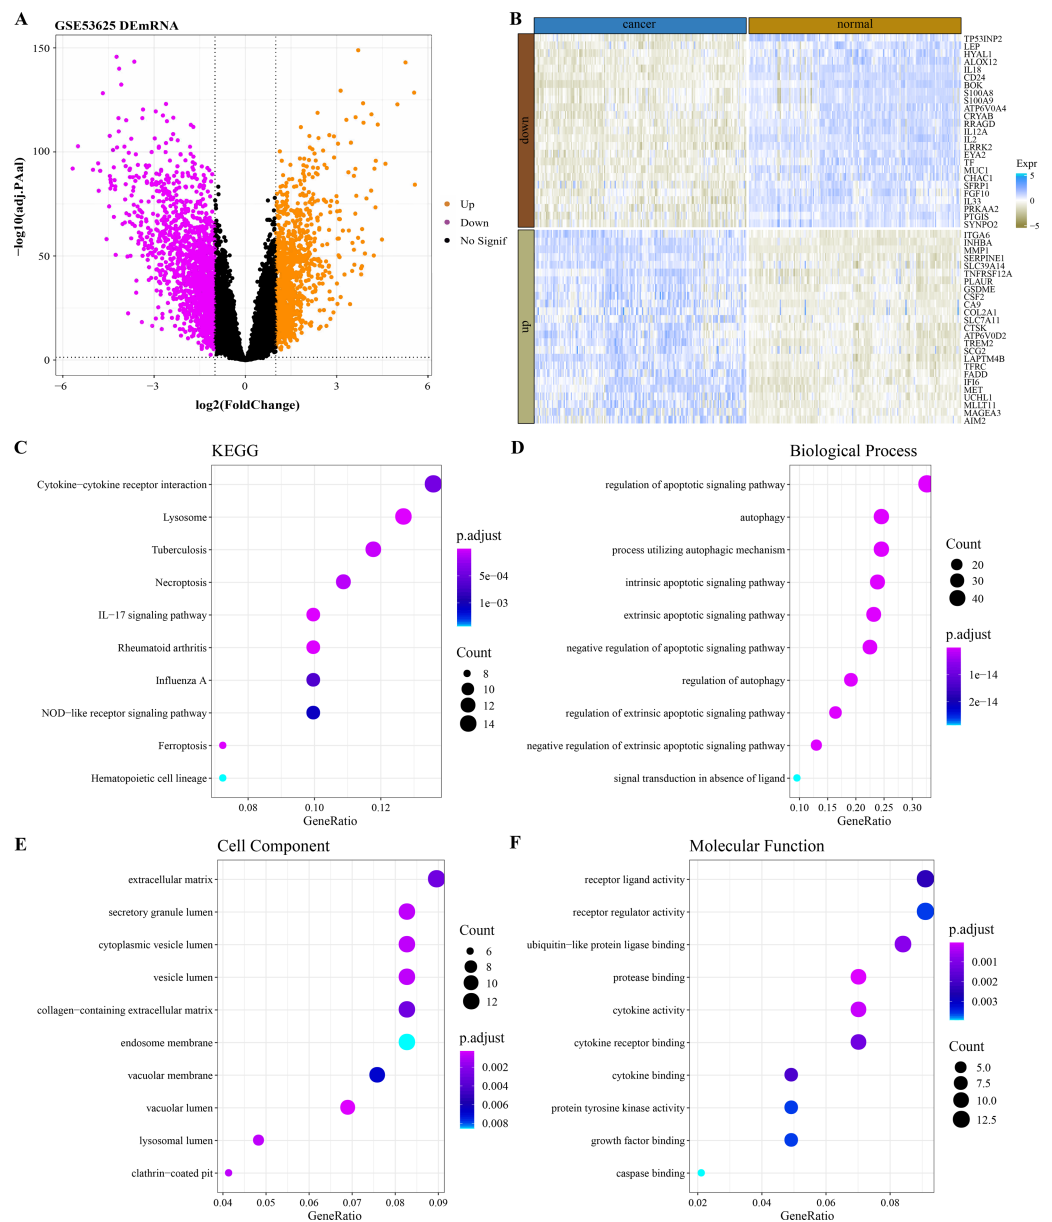 A
GSE53625 DEmRNA
150
100
50
0
−6
−3
0
3
6
−log10(adj.P.Aal)
log2(FoldChange)
Up
Down
No Signif
B
cancer
normal
down
up
TP53INP2
LEP
HYAL1
ALOX12
IL18
CD24
BOK
S100A8
S100A9
ATP6V0A4
CRYAB
RRAGD
IL12A
IL2
LRRK2
EYA2
TF
MUC1
CHAC1
SFRP1
FGF10
IL33
PRKAA2
PTGIS
SYNPO2
ITGA6
INHBA
MMP1
SERPINE1
SLC39A14
TNFRSF12A
PLAUR
GSDME
CSF2
CA9
COL2A1
SLC7A11
CTSK
ATP6V0D2
TREM2
SCG2
LAPTM4B
TFRC
FADD
IFI6
MET
UCHL1
MLLT11
MAGEA3
AIM2
Expr
5
0
−5
C
KEGG
Cytokine−cytokine receptor interaction
Lysosome
Tuberculosis
Necroptosis
IL−17 signaling pathway
Rheumatoid arthritis
Influenza A
NOD−like receptor signaling pathway
Ferroptosis
Hematopoietic cell lineage
0.08
0.10
0.12
GeneRatio
p.adjust
5e−04
1e−03
Count
8
10
12
14
D
Biological Process
regulation of apoptotic signaling pathway
autophagy
process utilizing autophagic mechanism
intrinsic apoptotic signaling pathway
extrinsic apoptotic signaling pathway
negative regulation of apoptotic signaling pathway
regulation of autophagy
regulation of extrinsic apoptotic signaling pathway
negative regulation of extrinsic apoptotic signaling pathway
signal transduction in absence of ligand
0.10
0.15
0.20
0.25
0.30
GeneRatio
Count
20
30
40
p.adjust
1e−14
2e−14
E
Cell Component
extracellular matrix
secretory granule lumen
cytoplasmic vesicle lumen
vesicle lumen
collagen−containing extracellular matrix
endosome membrane
vacuolar membrane
vacuolar lumen
lysosomal lumen
clathrin−coated pit
0.04
0.05
0.06
0.07
0.08
0.09
GeneRatio
Count
6
8
10
12
p.adjust
0.002
0.004
0.006
0.008
F
Molecular Function
receptor ligand activity
receptor regulator activity
ubiquitin−like protein ligase binding
protease binding
cytokine activity
cytokine receptor binding
cytokine binding
protein tyrosine kinase activity
growth factor binding
caspase binding
0.02
0.04
0.06
0.08
GeneRatio
p.adjust
0.001
0.002
0.003
Count
5.0
7.5
10.0
12.5